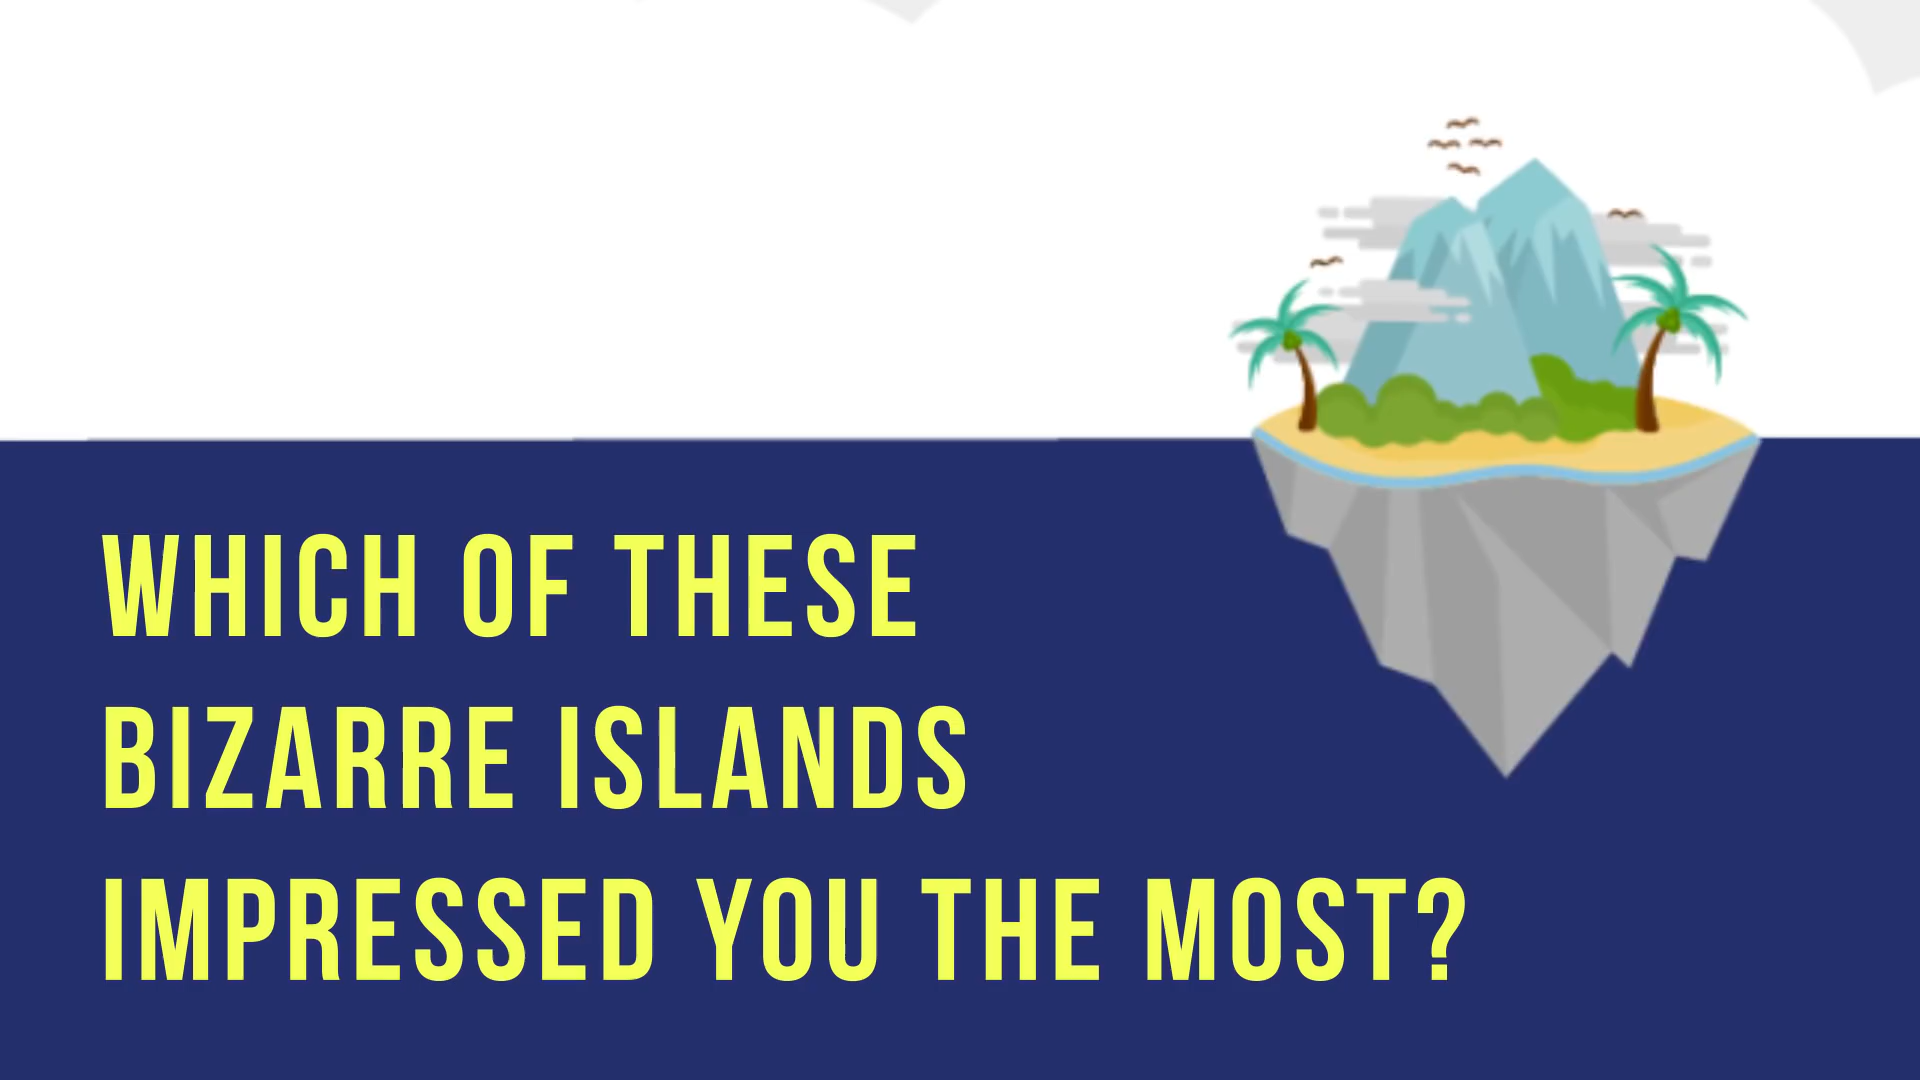 WHICH OF THESE
BIZARRE ISLANDS
IMPRESSED YOU THE MOST?